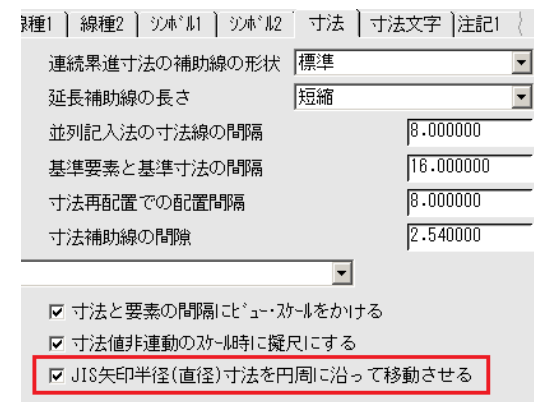 線種1 線種2 シンボル1 シンボル2 寸法 寸法文字 注記1
連続累進寸法の補助線の形状 標準
延長補助線の長さ 短縮
並列記入法の寸法線の間隔 8.000000
基準要素と基準寸法の間隔 16.000000
寸法再配置での配置間隔 8.000000
寸法補助線の間隙 2.540000
寸法と要素の間隔にビュー・スケールをかける
寸法値非連動のスケール時に擬尺にする
JIS矢印半径(直径)寸法を円周に沿って移動させる